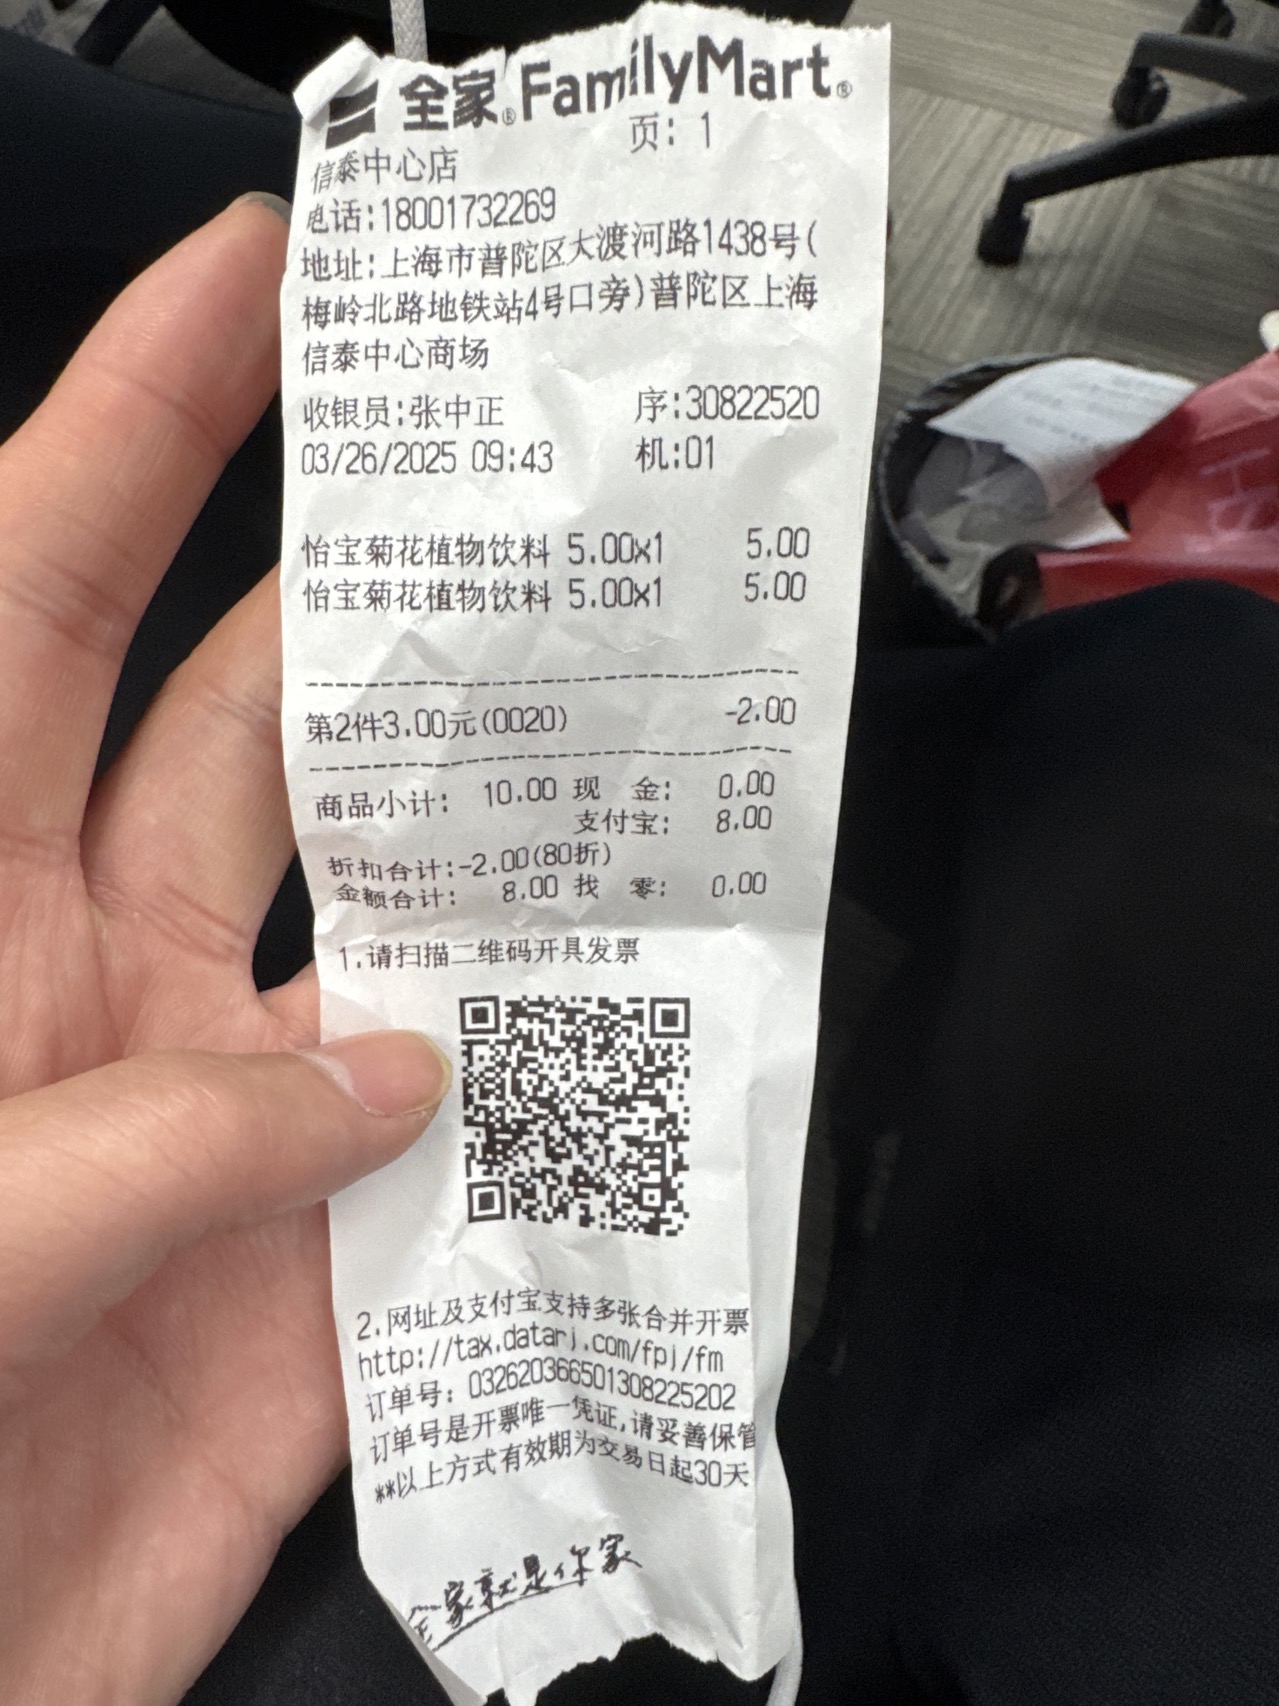 全家®FamilyMart®
页: 1
信泰中心店
电话:18001732269
地址:上海市普陀区大渡河路1438号(
梅岭北路地铁站4号口旁)普陀区上海
信泰中心商场
收银员:张中正 序:30822520
03/26/2025 09:43 机:01
怡宝菊花植物饮料 5.00x1 5.00
怡宝菊花植物饮料 5.00x1 5.00
第2件3.00元(0020) -2.00
商品小计: 10.00 现 金: 0.00
支付宝: 8.00
折扣合计:-2.00(80折)
金额合计: 8.00 找 零: 0.00
1.请扫描二维码开具发票
2.网址及支付宝支持多张合并开票
http://tax.datarj.com/fpj/fm
订单号: 0326203665013082252​02
订单号是开票唯一凭证,请妥善保管
**以上方式有效期为交易日起30天
全家就是你家